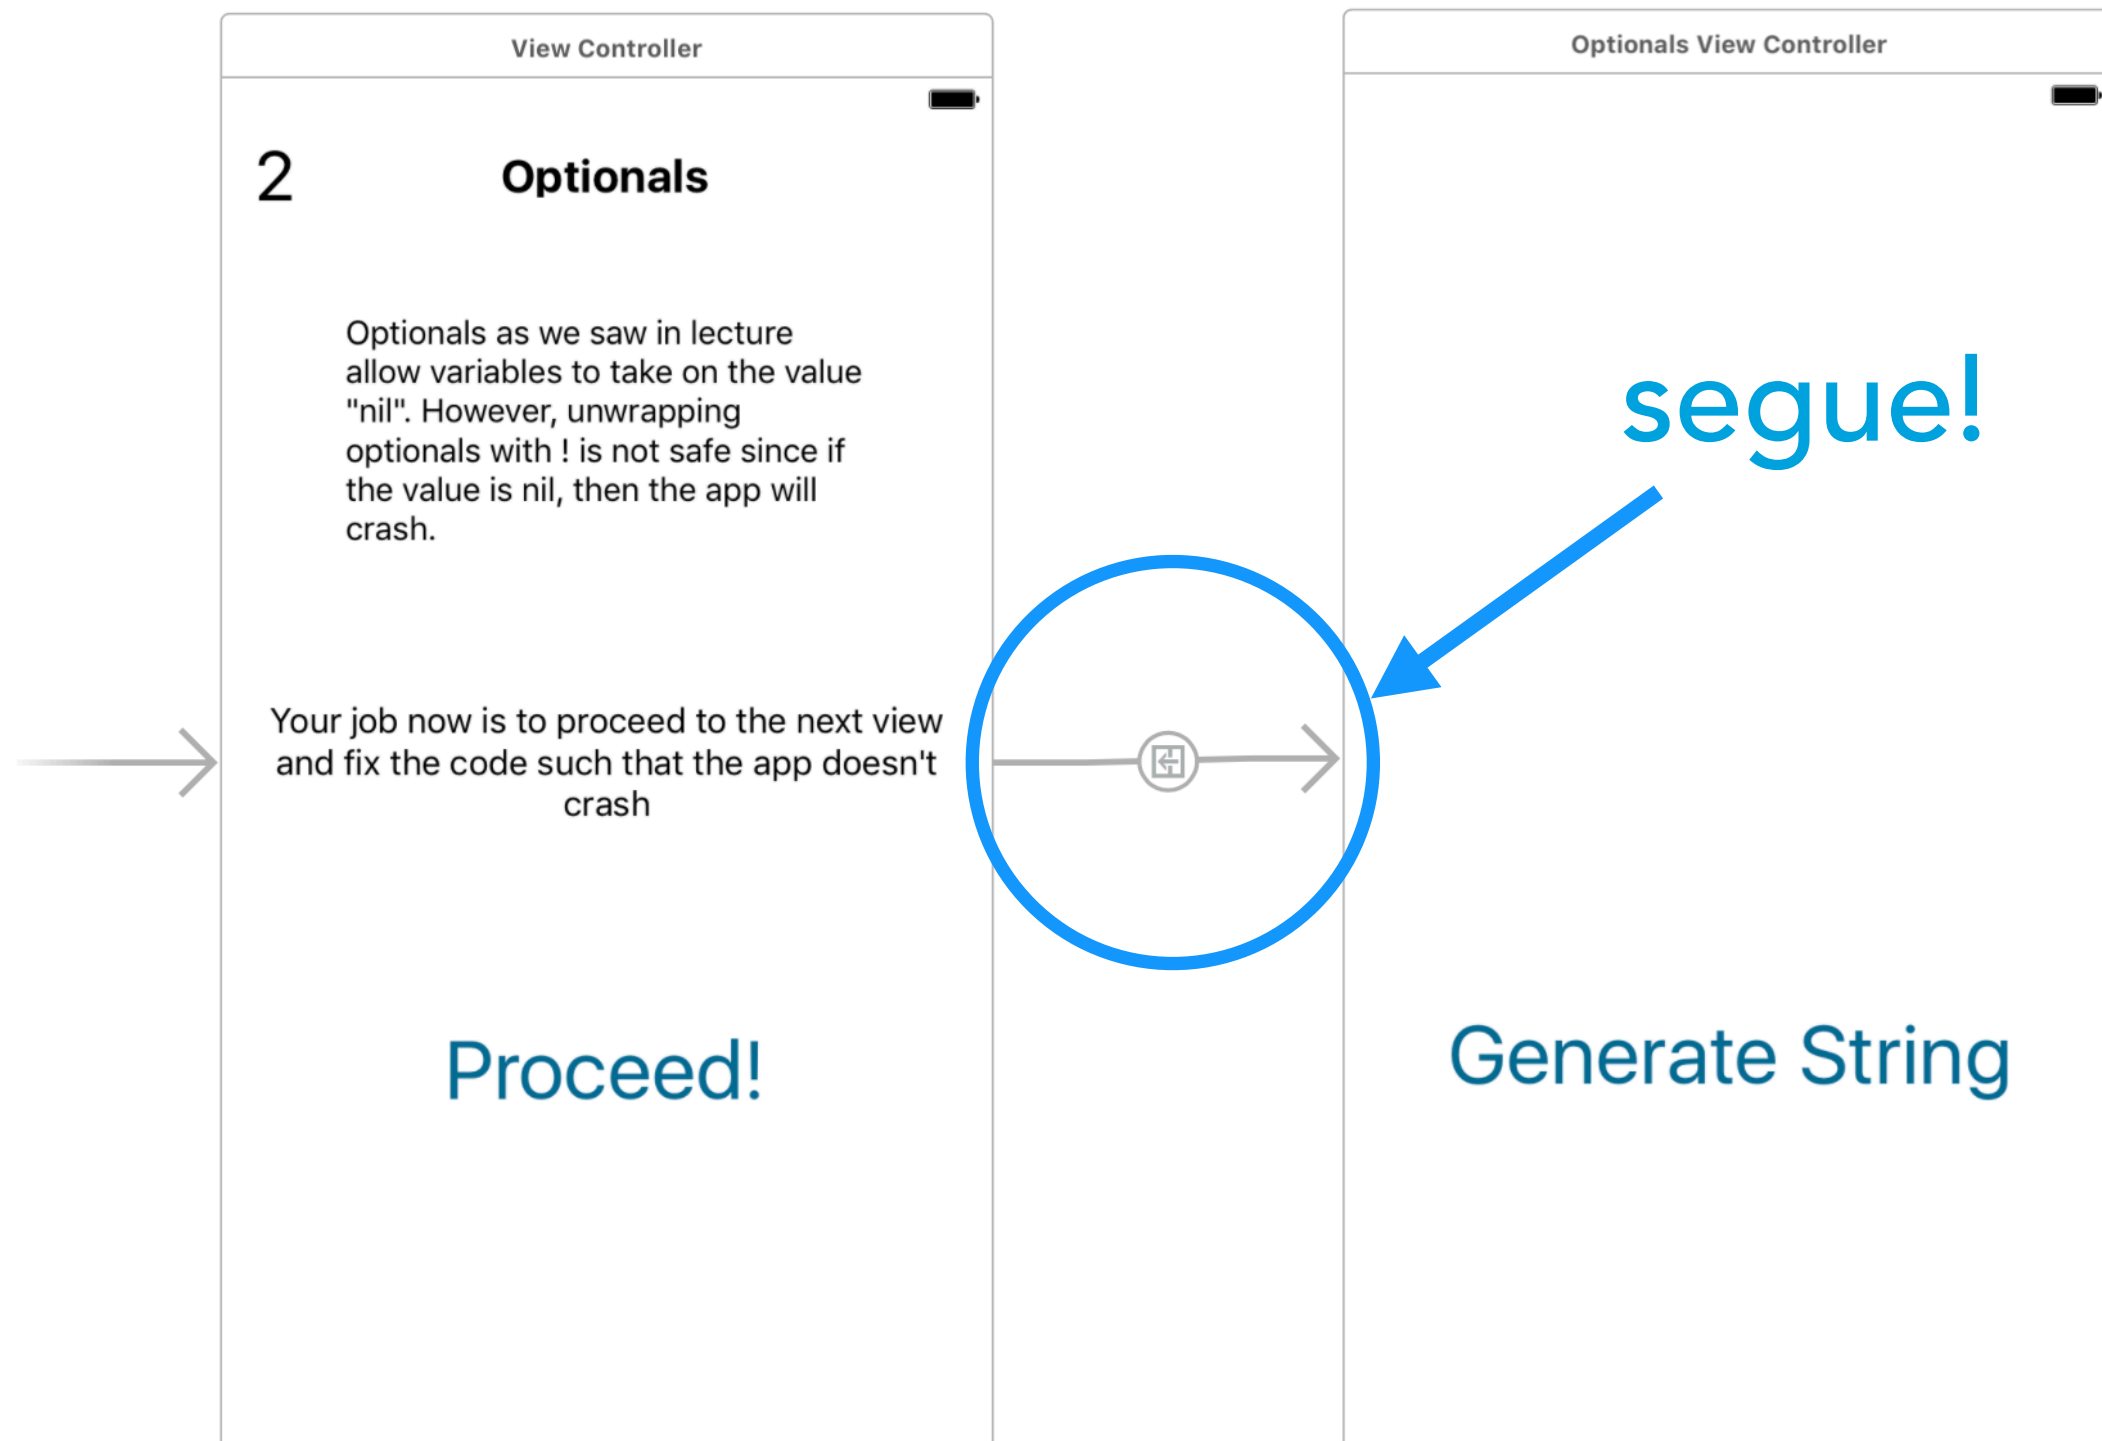 View Controller
2
Optionals
Optionals as we saw in lecture
allow variables to take on the value
"nil". However, unwrapping
optionals with ! is not safe since if
the value is nil, then the app will
crash.
Your job now is to proceed to the next view
and fix the code such that the app doesn't
crash
Proceed!
Optionals View Controller
segue!
Generate String